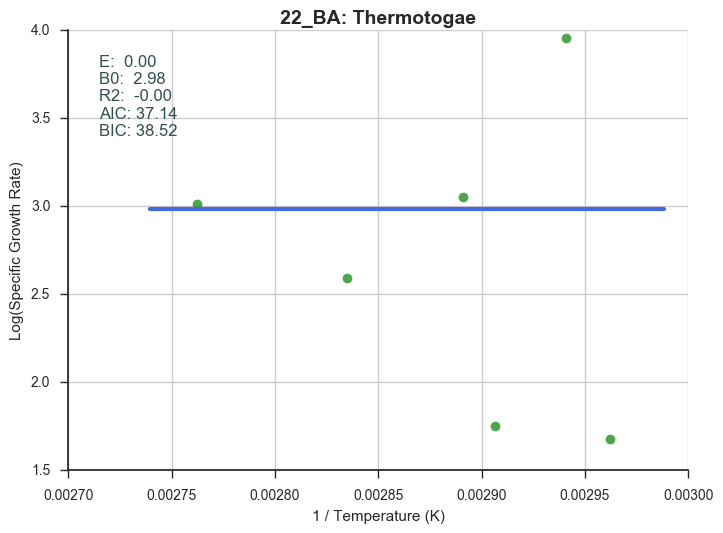 22_BA: Thermotogae
4.0
E: 0.00
B0: 2.98
R2: -0.00
AIC: 37.14
BIC: 38.52
3.5
3.0
2.5
2.0
1.5
Log(Specific Growth Rate)
0.00270 0.00275 0.00280 0.00285 0.00290 0.00295 0.00300
1 / Temperature (K)